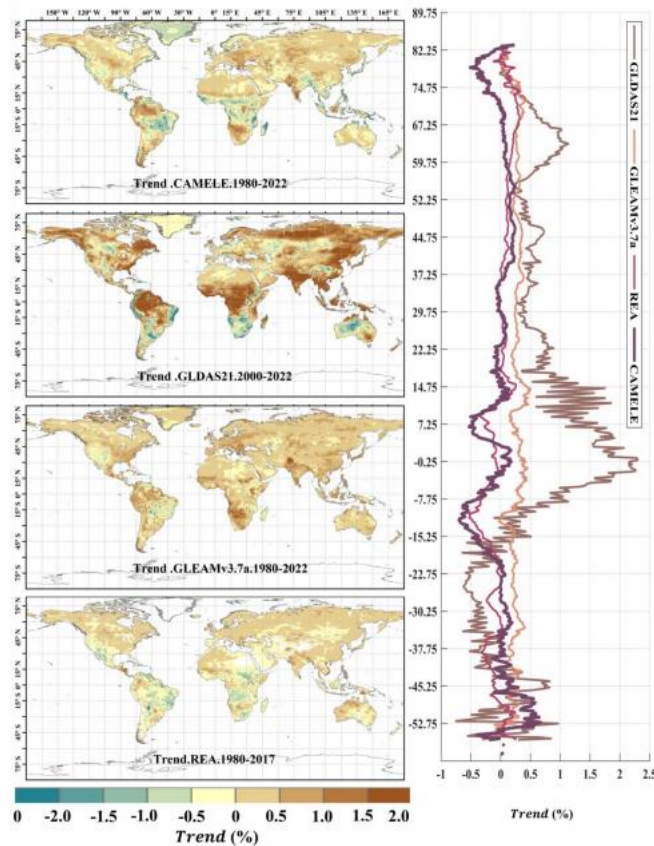 150°W 120°W 90°W 60°W 30°W 0° 15°E 45°E 75°E 105°E 135°E 165°E
Trend .CAMELE.1980-2022
Trend .GLDAS21.2000-2022
Trend .GLEAMv3.7a.1980-2022
Trend.REA.1980-2017
0 -2.0 -1.5 -1.0 -0.5 0 0.5 1.0 1.5 2.0
Trend (%)
89.75
82.25
74.75
67.25
59.75
52.25
44.75
37.25
29.75
22.25
14.75
7.25
-0.25
-7.75
-15.25
-22.75
-30.25
-37.75
-45.25
-52.75
-1 -0.5 0 0.5 1 1.5 2 2.5
Trend (%)
GLDAS21
GLEAMv3.7a
REA
CAMELE